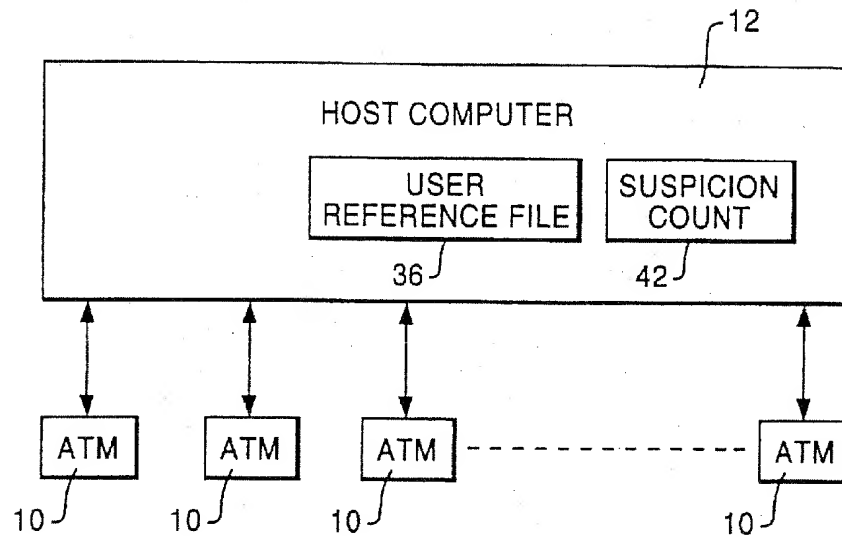 12
HOST COMPUTER
USER
REFERENCE FILE
SUSPICION
COUNT
36
42
ATM
ATM
ATM
ATM
10
10
10
10